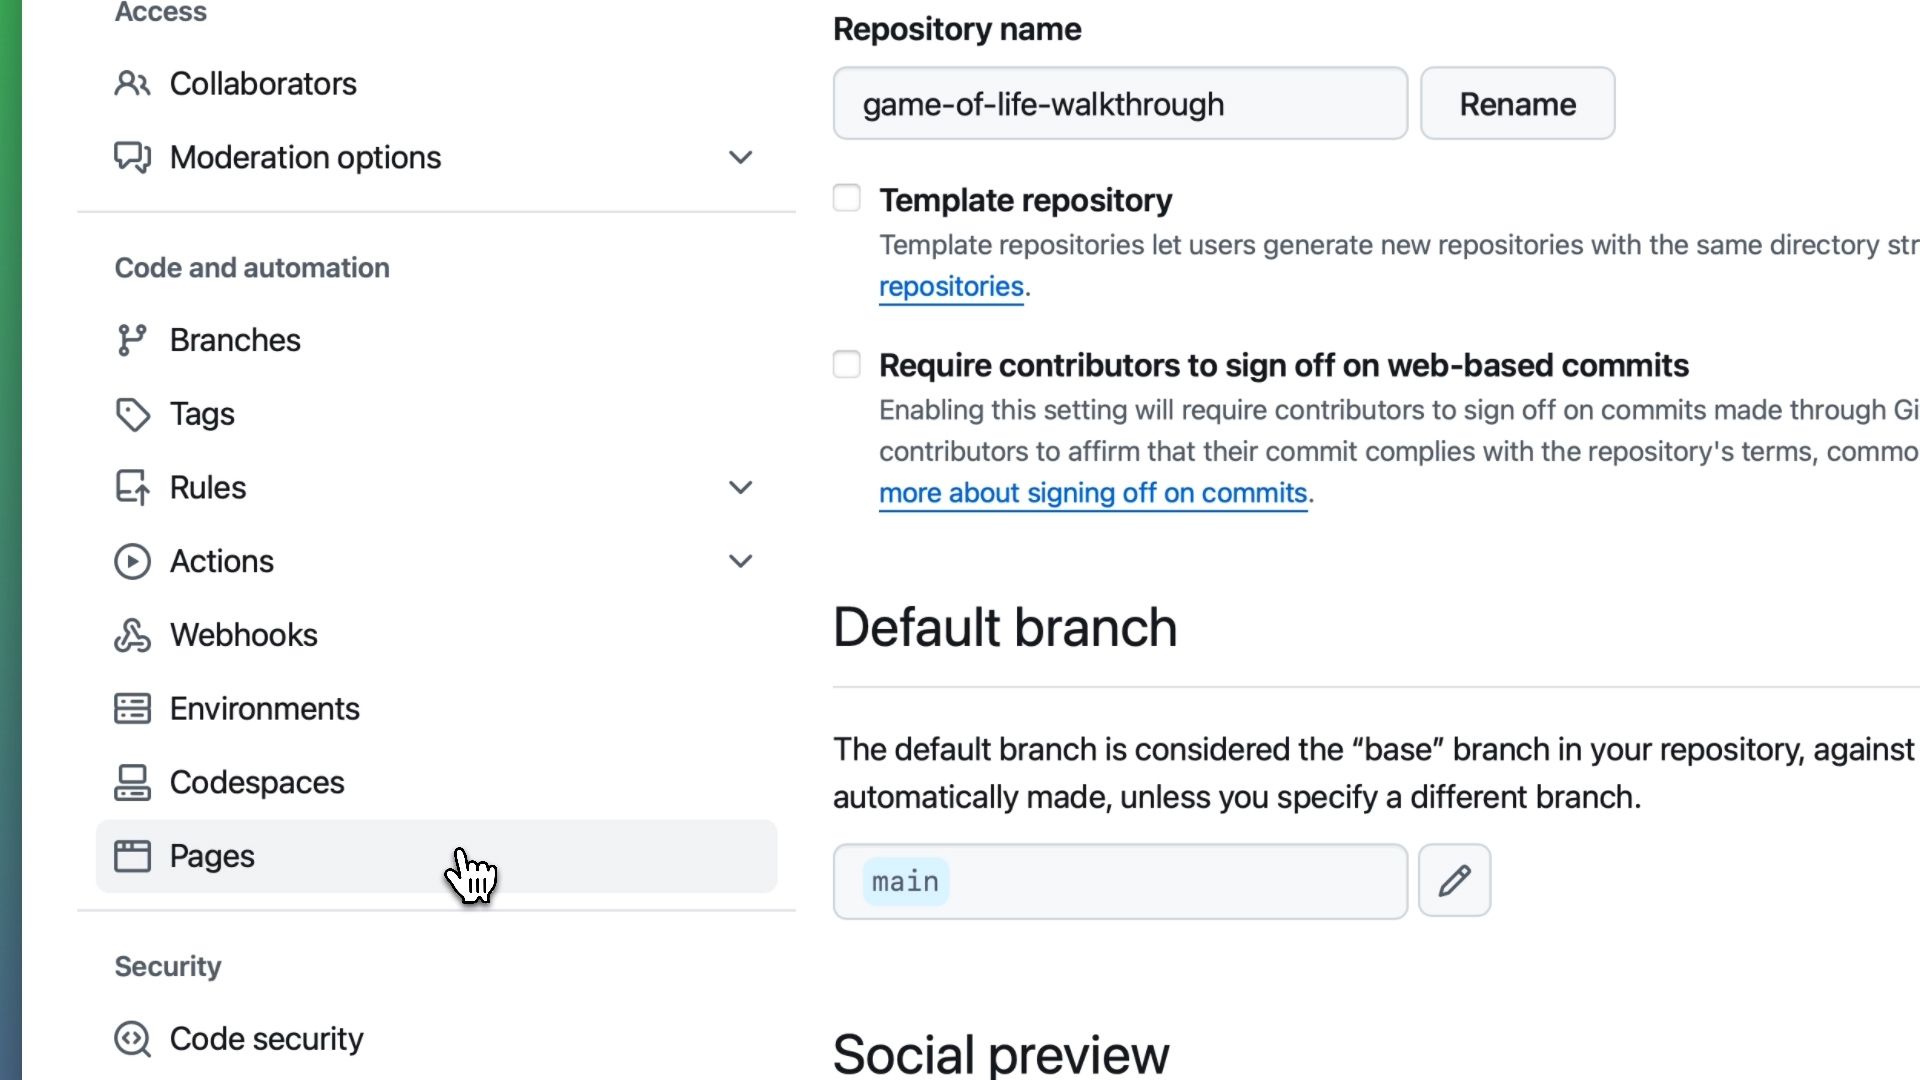 Access
Collaborators
Moderation options
Code and automation
Branches
Tags
Rules
Actions
Webhooks
Environments
Codespaces
Pages
Security
Code security
Repository name
game-of-life-walkthrough
Rename
Template repository
Template repositories let users generate new repositories with the same directory str
repositories.
Require contributors to sign off on web-based commits
Enabling this setting will require contributors to sign off on commits made through Gi
contributors to affirm that their commit complies with the repository's terms, commo
more about signing off on commits.
Default branch
The default branch is considered the “base” branch in your repository, against
automatically made, unless you specify a different branch.
main
Social preview